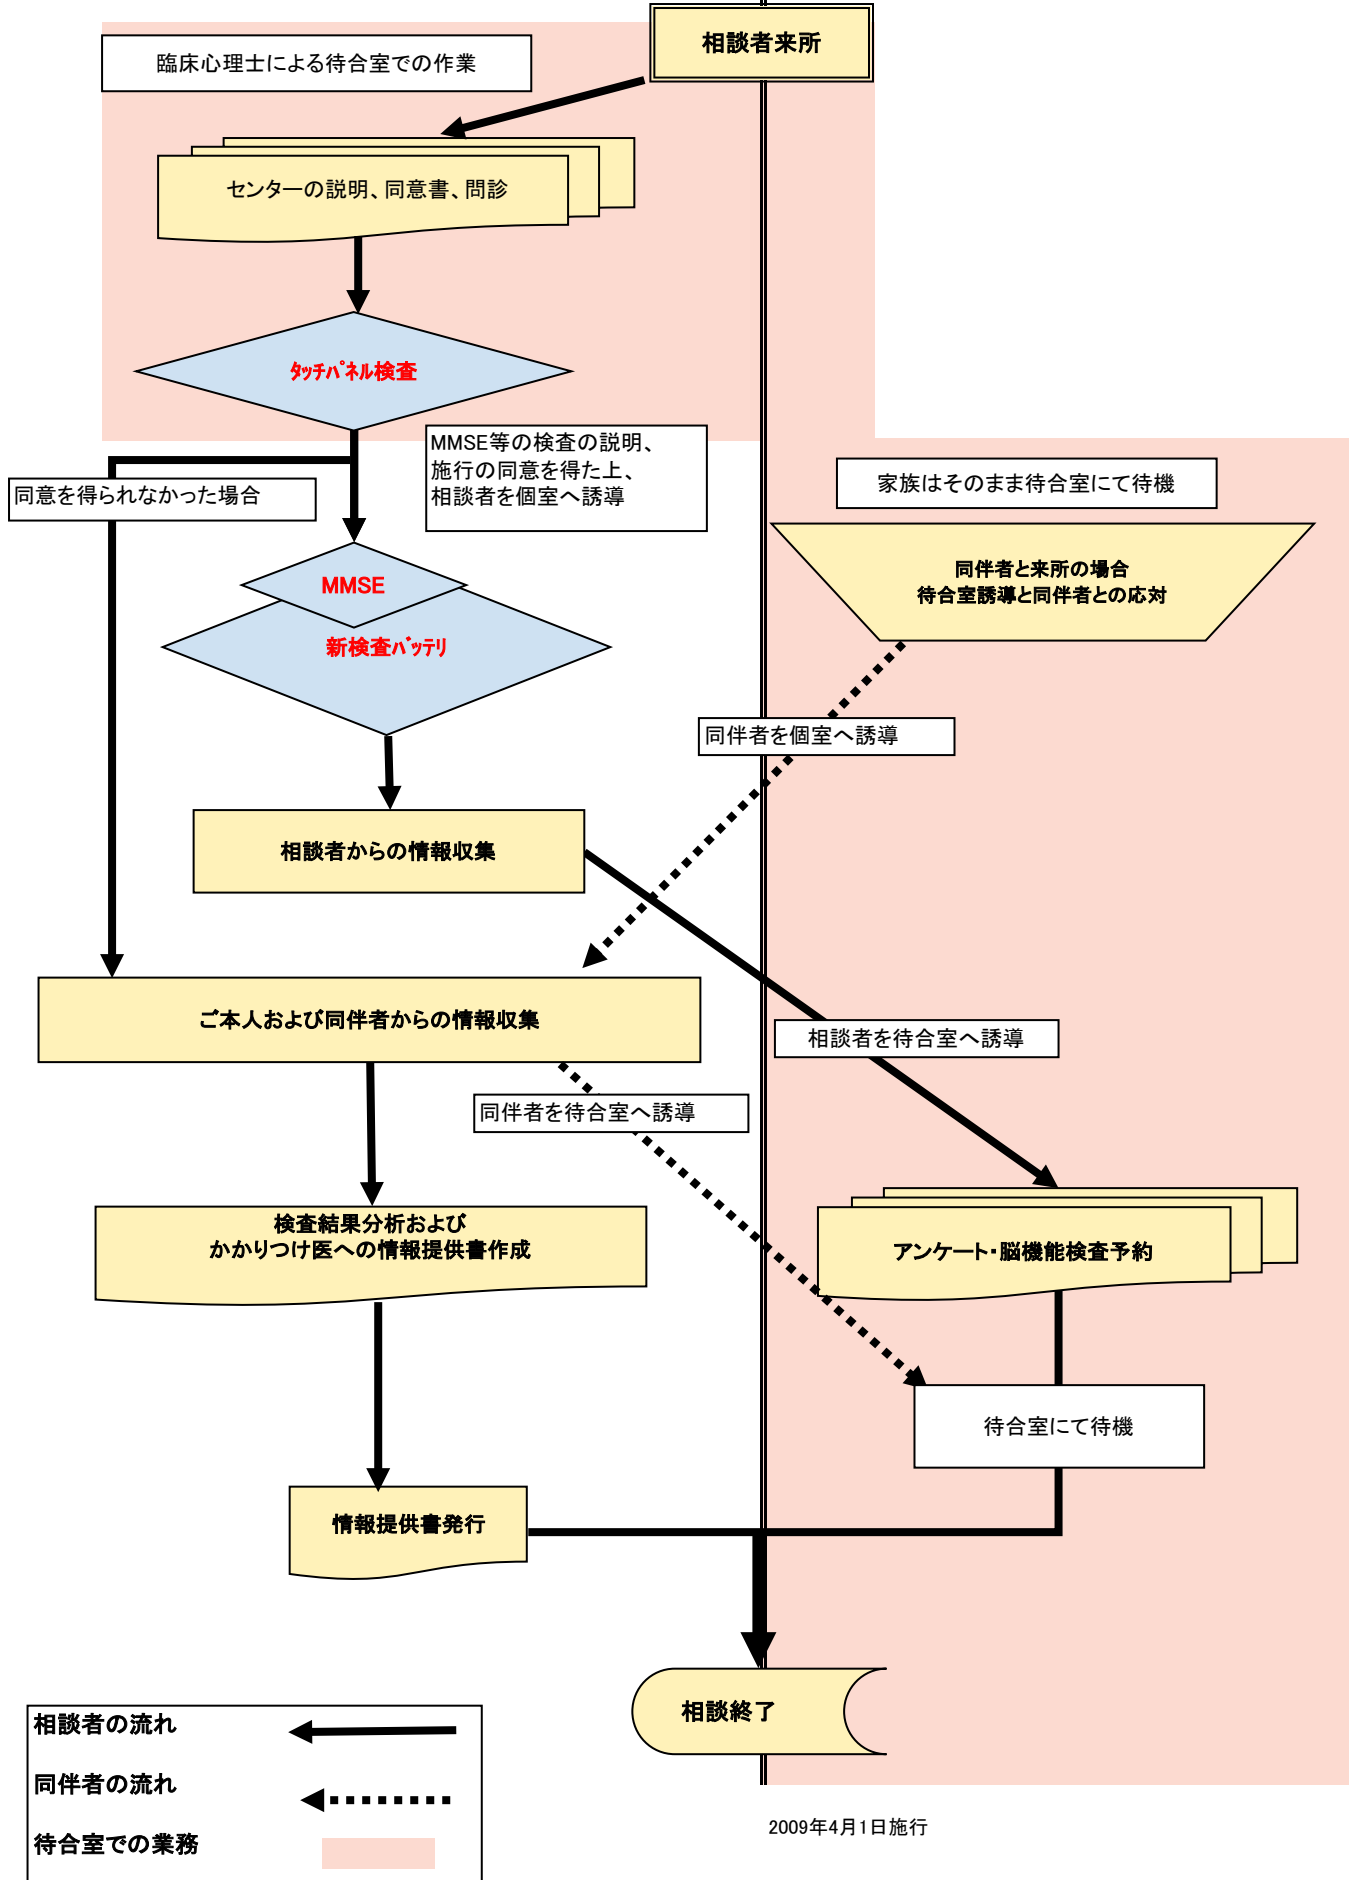 相談者来所
臨床心理士による待合室での作業
センターの説明、同意書、問診
ﾀｯﾁﾊﾟﾈﾙ検査
MMSE等の検査の説明、
施行の同意を得た上、
相談者を個室へ誘導
同意を得られなかった場合
家族はそのまま待合室にて待機
同伴者と来所の場合
待合室誘導と同伴者との応対
MMSE
新検査ﾊﾞｯﾃﾘ
同伴者を個室へ誘導
相談者からの情報収集
ご本人および同伴者からの情報収集
相談者を待合室へ誘導
同伴者を待合室へ誘導
検査結果分析および
かかりつけ医への情報提供書作成
アンケート・脳機能検査予約
待合室にて待機
情報提供書発行
相談終了
相談者の流れ
同伴者の流れ
待合室での業務
2009年4月1日施行